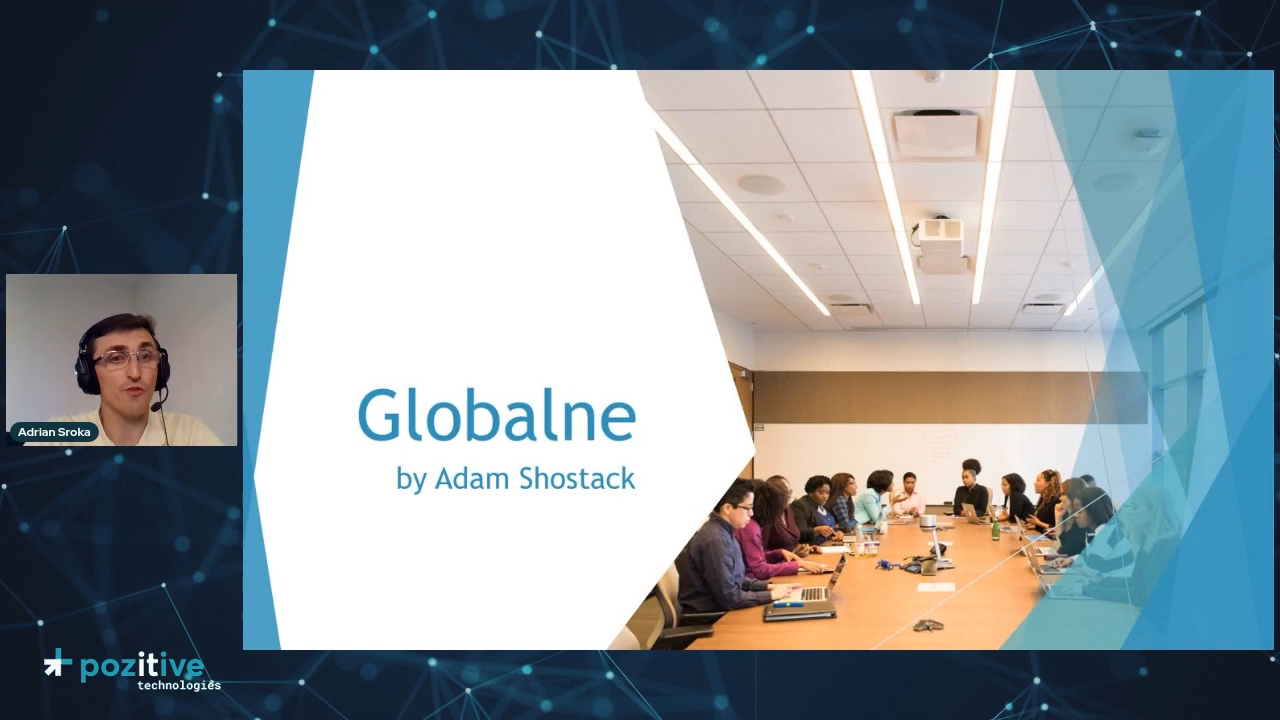 Globalne
by Adam Shostack
Adrian Sroka
pozitive
technologies